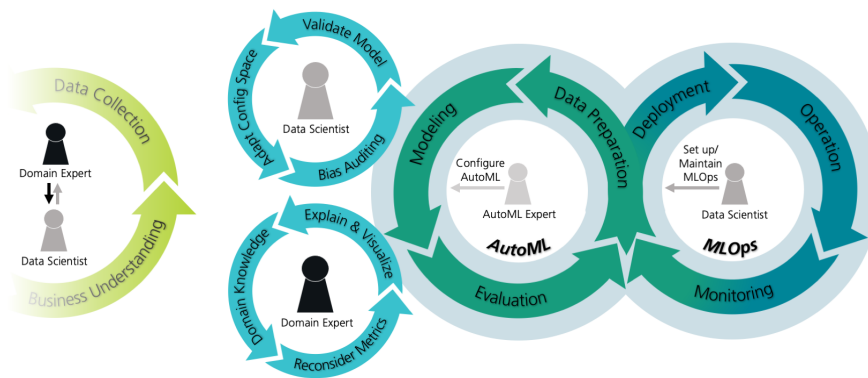 Data Collection
Domain Expert
Data Scientist
Business Understanding
Validate Model
Adapt Config Space
Data Scientist
Bias Auditing
Explain & Visualize
Domain Knowledge
Domain Expert
Reconsider Metrics
Modeling
Data Preparation
Configure
AutoML
AutoML Expert
AutoML
Evaluation
Deployment
Operation
Set up/
Maintain
MLOps
Data Scientist
MLOps
Monitoring